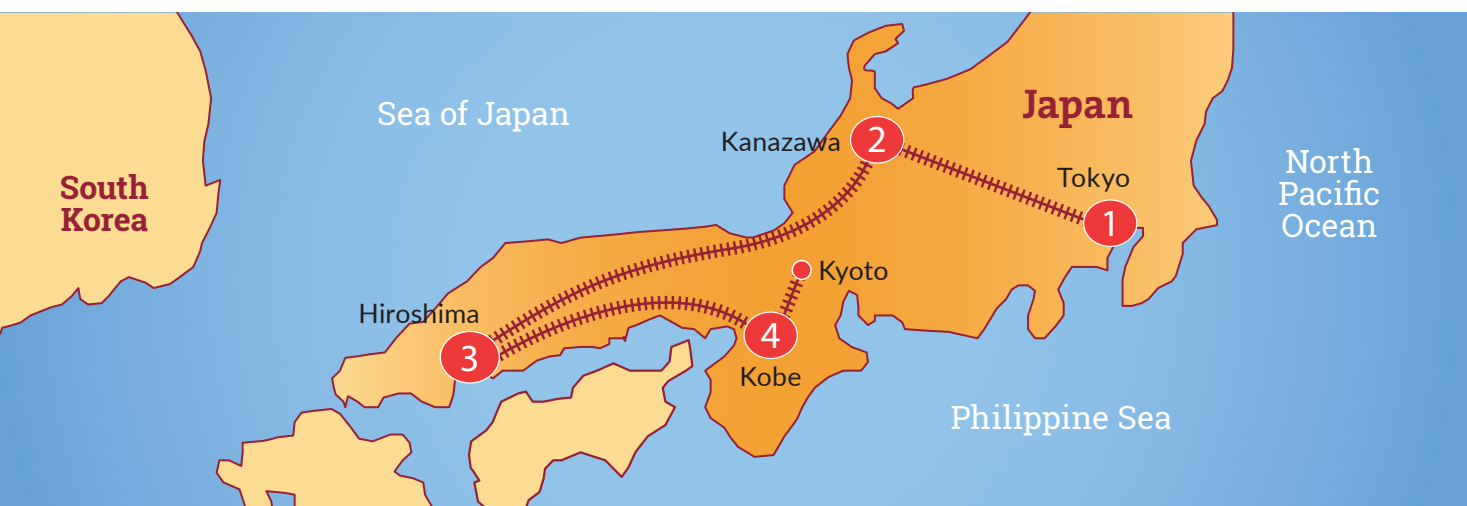 Sea of Japan
Japan
South
Korea
Kanazawa
2
Tokyo
1
North
Pacific
Ocean
Kyoto
Hiroshima
3
4
Kobe
Philippine Sea